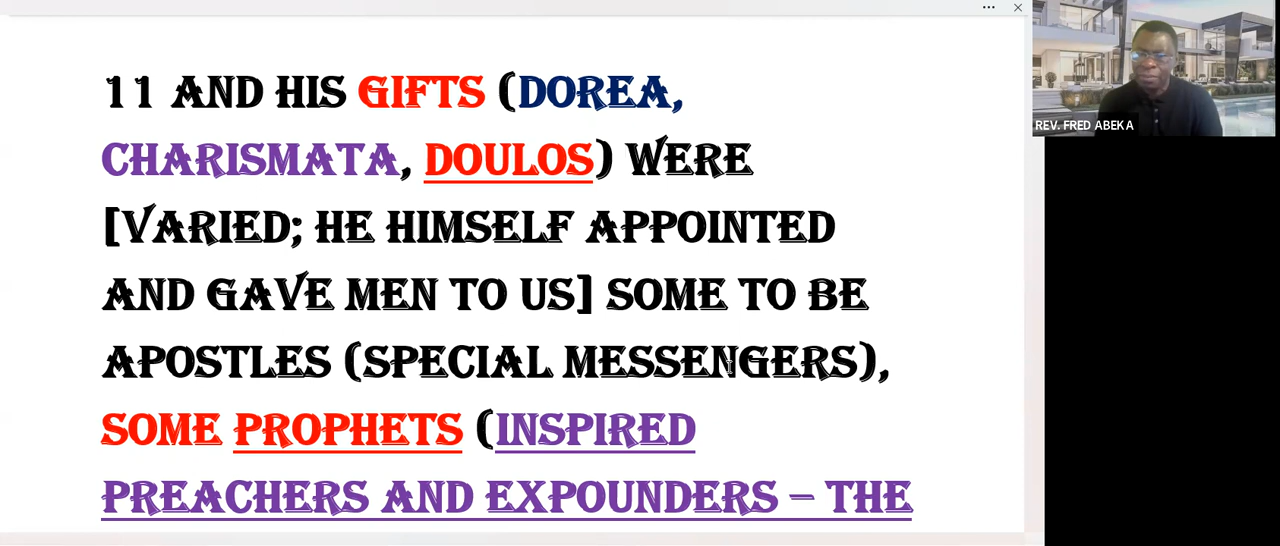 11 AND HIS GIFTS (DOREA,
CHARISMATA, DOULOS) WERE
[VARIED; HE HIMSELF APPOINTED
AND GAVE MEN TO US] SOME TO BE
APOSTLES (SPECIAL MESSENGERS),
SOME PROPHETS (INSPIRED
PREACHERS AND EXPOUNDERS – THE
REV. FRED ABEKA